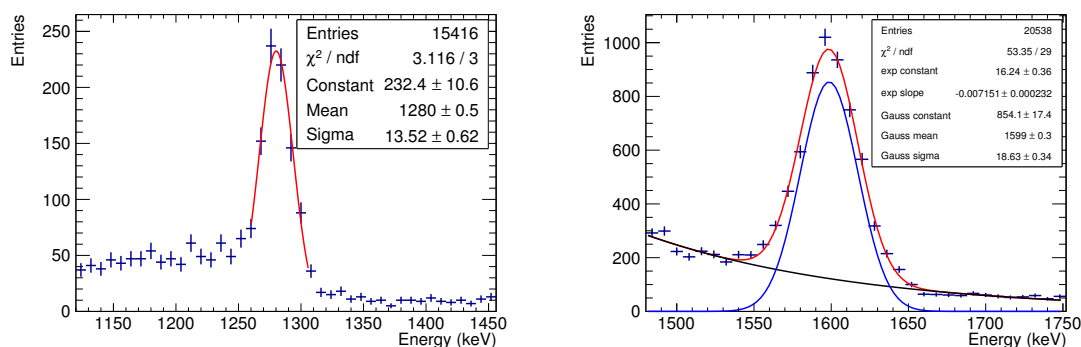 Entries
250
200
150
100
50
0
1150
1200
1250
1300
1350
1400
1450
Energy (keV)
Entries 15416
χ² / ndf 3.116 / 3
Constant 232.4 ± 10.6
Mean 1280 ± 0.5
Sigma 13.52 ± 0.62
Entries
1000
800
600
400
200
0
1500
1550
1600
1650
1700
1750
Energy (keV)
Entries 20538
χ² / ndf 53.35 / 29
exp constant 16.24 ± 0.36
exp slope -0.007151 ± 0.000232
Gauss constant 854.1 ± 17.4
Gauss mean 1599 ± 0.3
Gauss sigma 18.63 ± 0.34